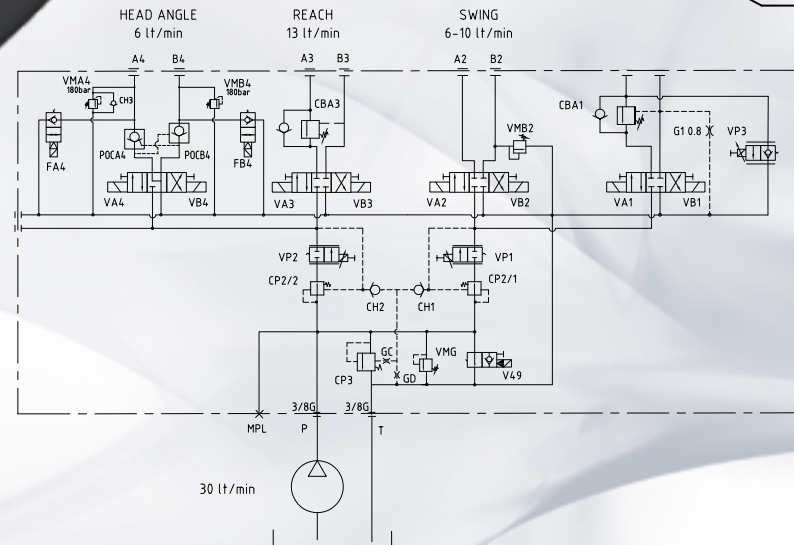 HEAD ANGLE
6 lt/min
REACH
13 lt/min
SWING
6-10 lt/min
A4 B4
A3 B3
A2 B2
VMA4
180bar
CH3
VMB4
180bar
CBA3
VMB2
CBA1
G1 0.8
VP3
FA4
POCA4
POCB4
FB4
VA4
VB4
VA3
VB3
VA2
VB2
VA1
VB1
VP2
VP1
CP2/2
CP2/1
CH2
CH1
GC
VMG
CP3
GD
V49
3/8G
3/8G
MPL
P
T
30 lt/min